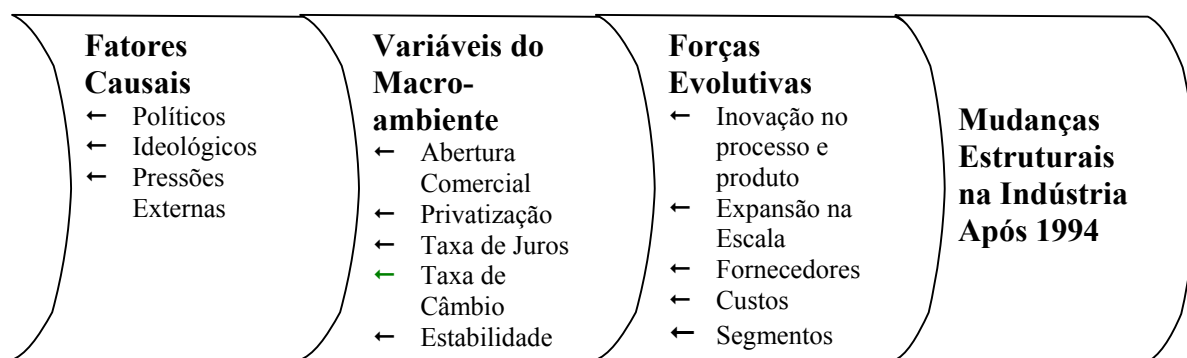 Fatores
Causais
← Políticos
← Ideológicos
← Pressões
Externas
Variáveis do
Macro-
ambiente
← Abertura
Comercial
← Privatização
← Taxa de Juros
← Taxa de
Câmbio
← Estabilidade
Forças
Evolutivas
← Inovação no
processo e
produto
← Expansão na
Escala
← Fornecedores
← Custos
← Segmentos
Mudanças
Estruturais
na Indústria
Após 1994